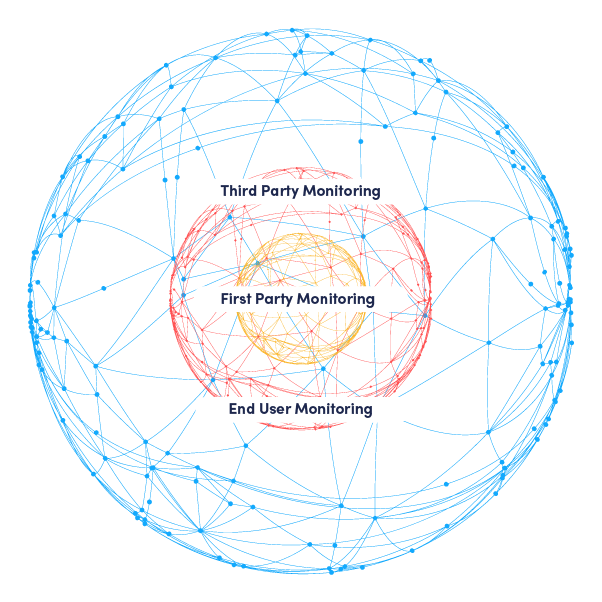 Third Party Monitoring
First Party Monitoring
End User Monitoring